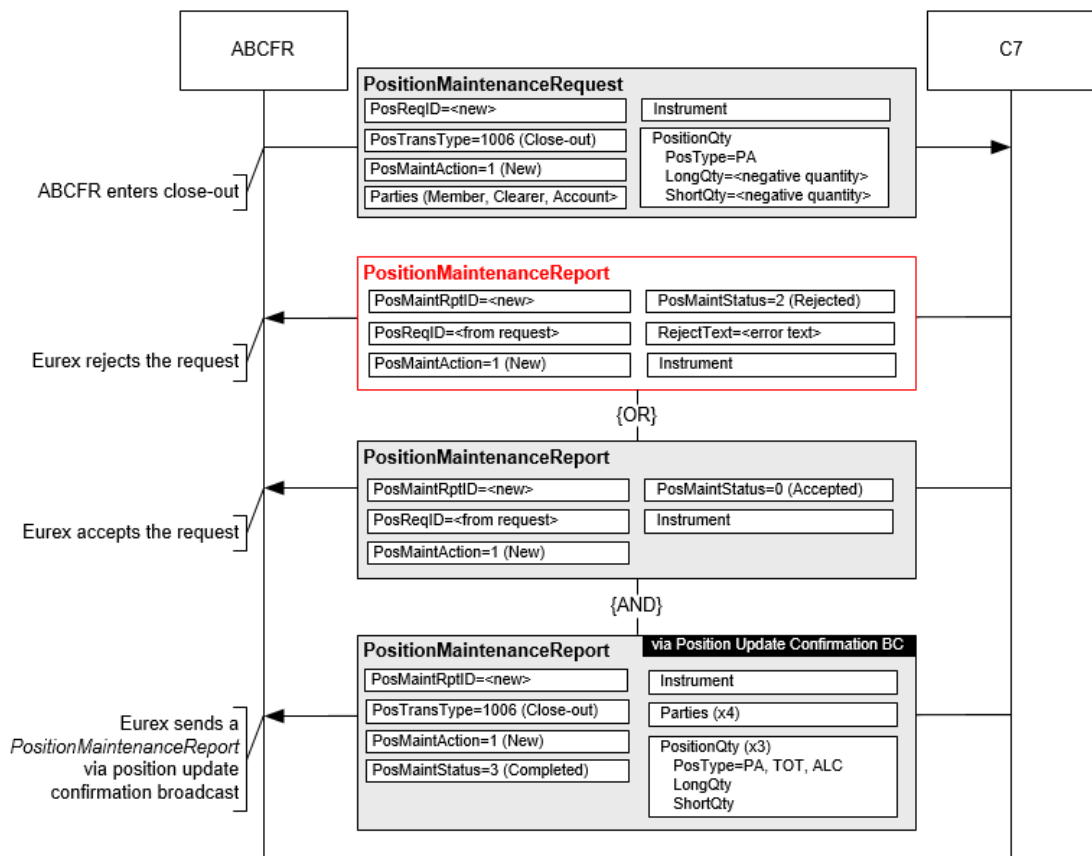 ABCFR
C7
PositionMaintenanceRequest
PosReqID=<new>
PosTransType=1006 (Close-out)
PosMaintAction=1 (New)
Parties (Member, Clearer, Account>
Instrument
PositionQty
PosType=PA
LongQty=<negative quantity>
ShortQty=<negative quantity>
ABCFR enters close-out
PositionMaintenanceReport
PosMaintRptID=<new>
PosReqID=<from request>
PosMaintAction=1 (New)
PosMaintStatus=2 (Rejected)
RejectText=<error text>
Instrument
Eurex rejects the request
{OR}
PositionMaintenanceReport
PosMaintRptID=<new>
PosReqID=<from request>
PosMaintAction=1 (New)
PosMaintStatus=0 (Accepted)
Instrument
Eurex accepts the request
{AND}
PositionMaintenanceReport
via Position Update Confirmation BC
PosMaintRptID=<new>
PosTransType=1006 (Close-out)
PosMaintAction=1 (New)
PosMaintStatus=3 (Completed)
Instrument
Parties (x4)
PositionQty (x3)
PosType=PA, TOT, ALC
LongQty
ShortQty
Eurex sends a
PositionMaintenanceReport
via position update
confirmation broadcast